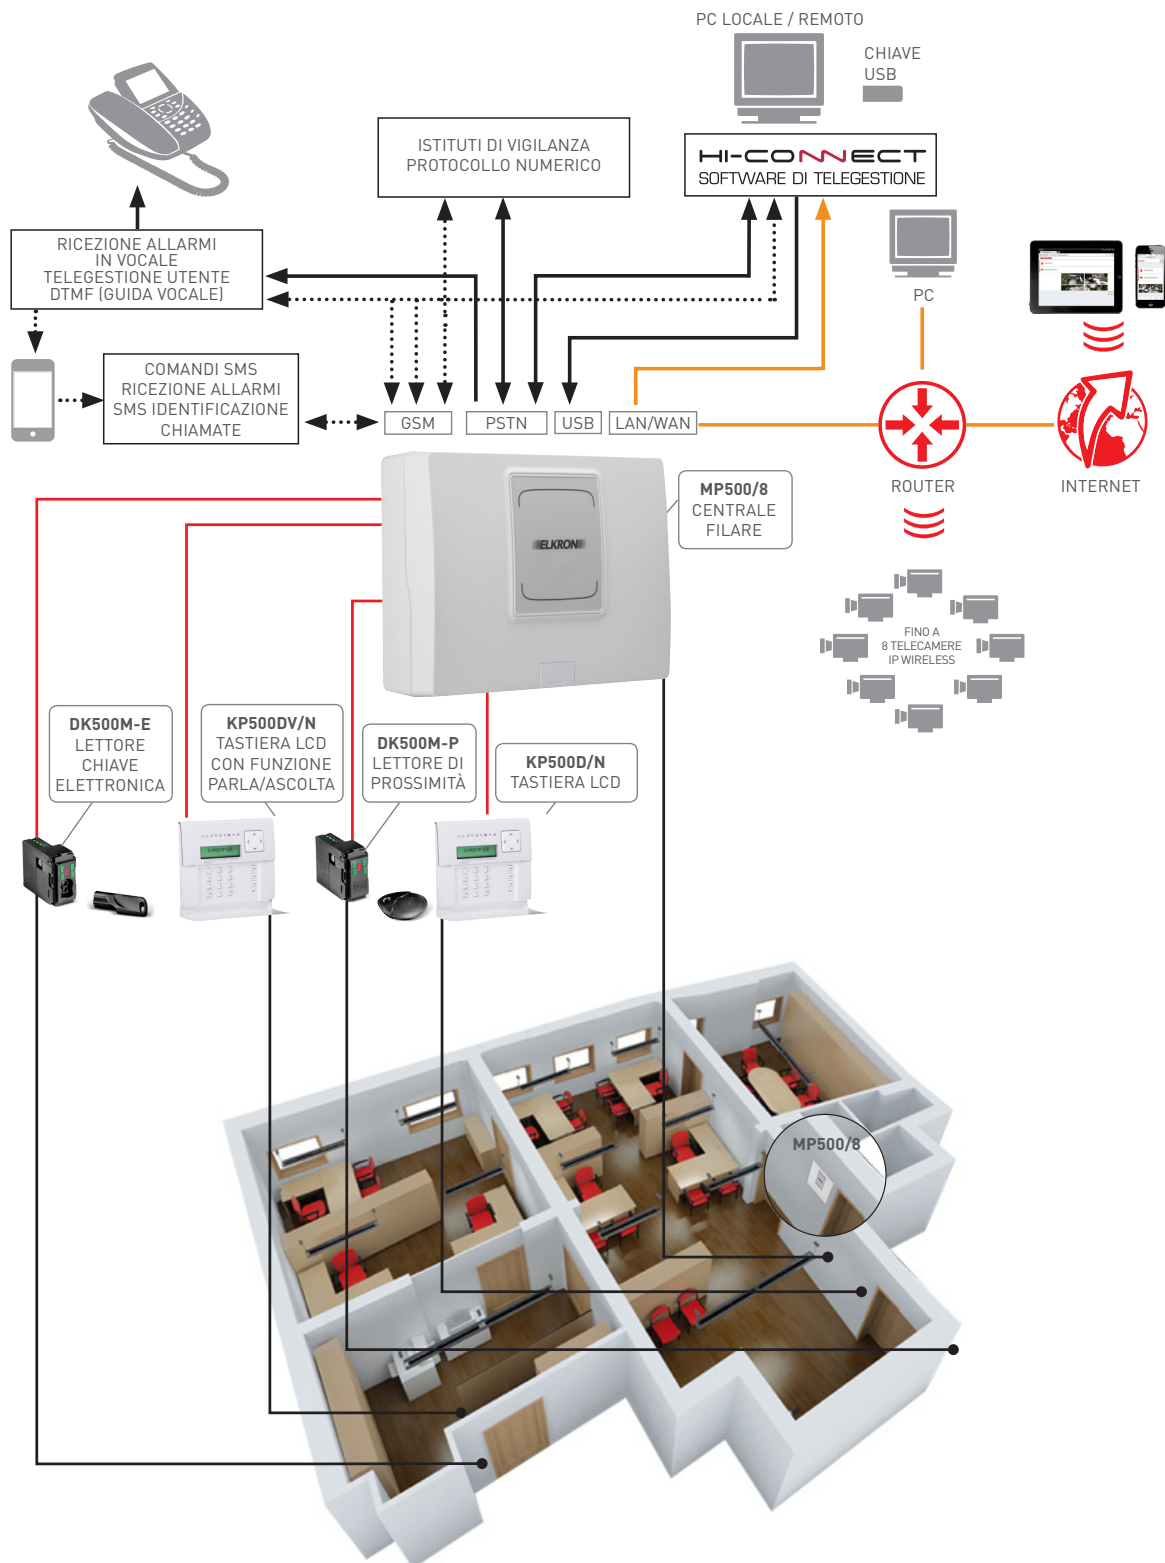 PC LOCALE / REMOTO
CHIAVE
USB
ISTITUTI DI VIGILANZA
PROTOCOLLO NUMERICO
HI-CONNECT
SOFTWARE DI TELEGESTIONE
RICEZIONE ALLARMI
IN VOCALE
TELEGESTIONE UTENTE
DTMF (GUIDA VOCALE)
PC
COMANDI SMS
RICEZIONE ALLARMI
SMS IDENTIFICAZIONE
CHIAMATE
GSM
PSTN
USB
LAN/WAN
ROUTER
INTERNET
MP500/8
CENTRALE
FILARE
ELKRON
FINO A
8 TELECAMERE
IP WIRELESS
DK500M-E
LETTORE
CHIAVE
ELETTRONICA
KP500DV/N
TASTIERA LCD
CON FUNZIONE
PARLA/ASCOLTA
DK500M-P
LETTORE DI
PROSSIMITÀ
KP500D/N
TASTIERA LCD
MP500/8